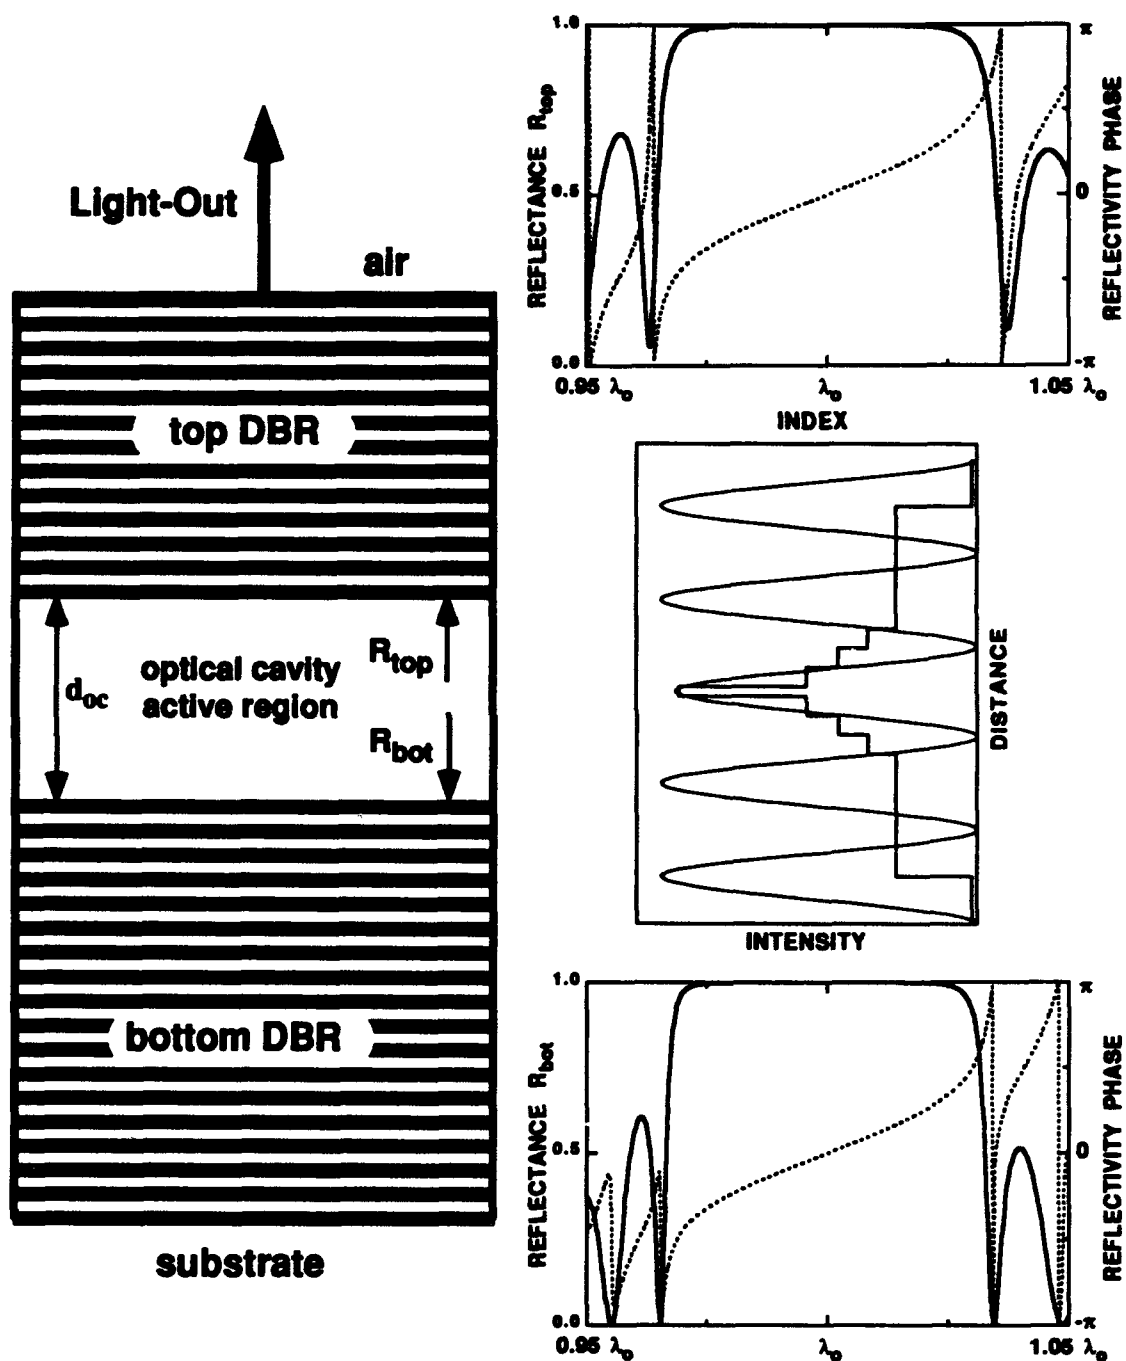 Light-Out
air
top DBR
d_oc
optical cavity
active region
R_top
R_bot
bottom DBR
substrate
1.0
0.5
0.0
REFLECTANCE R_top
π
0
-π
REFLECTIVITY PHASE
0.95 λ_o
λ_o
1.05 λ_o
INDEX
DISTANCE
INTENSITY
1.0
0.5
0.0
REFLECTANCE R_bot
π
0
-π
REFLECTIVITY PHASE
0.95 λ_o
λ_o
1.05 λ_o